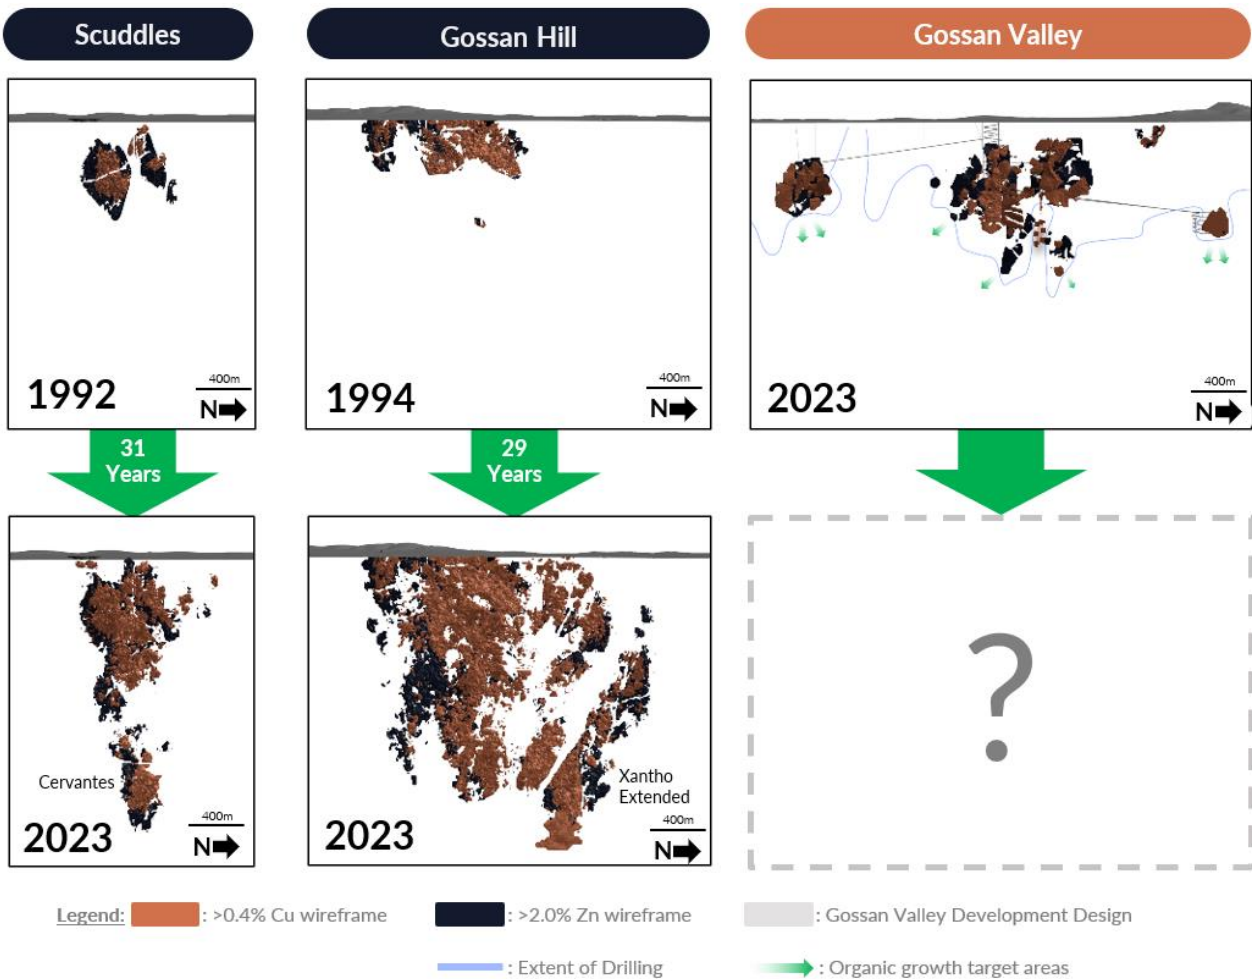 Scuddles
Gossan Hill
Gossan Valley
1992
400m
N
1994
400m
N
2023
400m
N
31
Years
29
Years
Cervantes
2023
400m
N
Xantho
Extended
2023
400m
N
?
Legend: : >0.4% Cu wireframe
: >2.0% Zn wireframe
: Gossan Valley Development Design
: Extent of Drilling
: Organic growth target areas